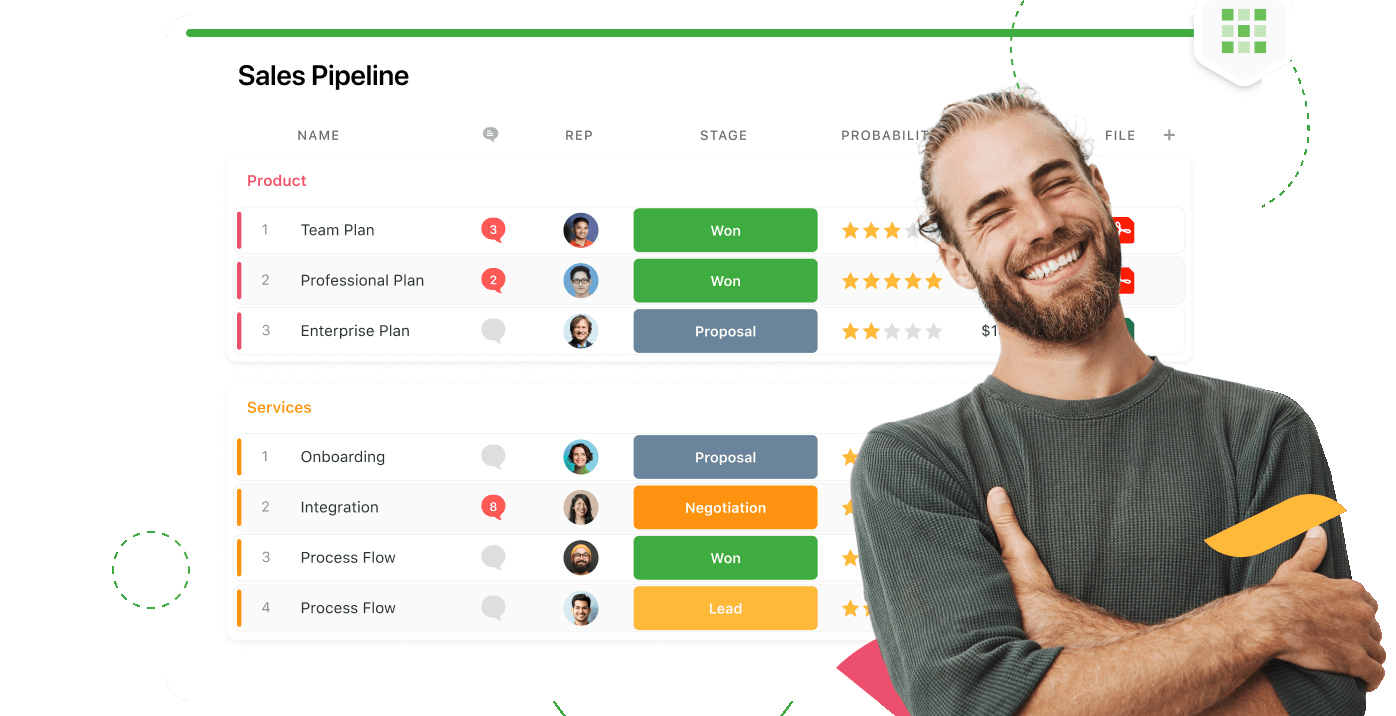 Sales Pipeline
NAME REP STAGE PROBABILIT FILE +
Product
1 Team Plan 3 Won
2 Professional Plan 2 Won
3 Enterprise Plan Proposal $1
Services
1 Onboarding Proposal
2 Integration 8 Negotiation
3 Process Flow Won
4 Process Flow Lead